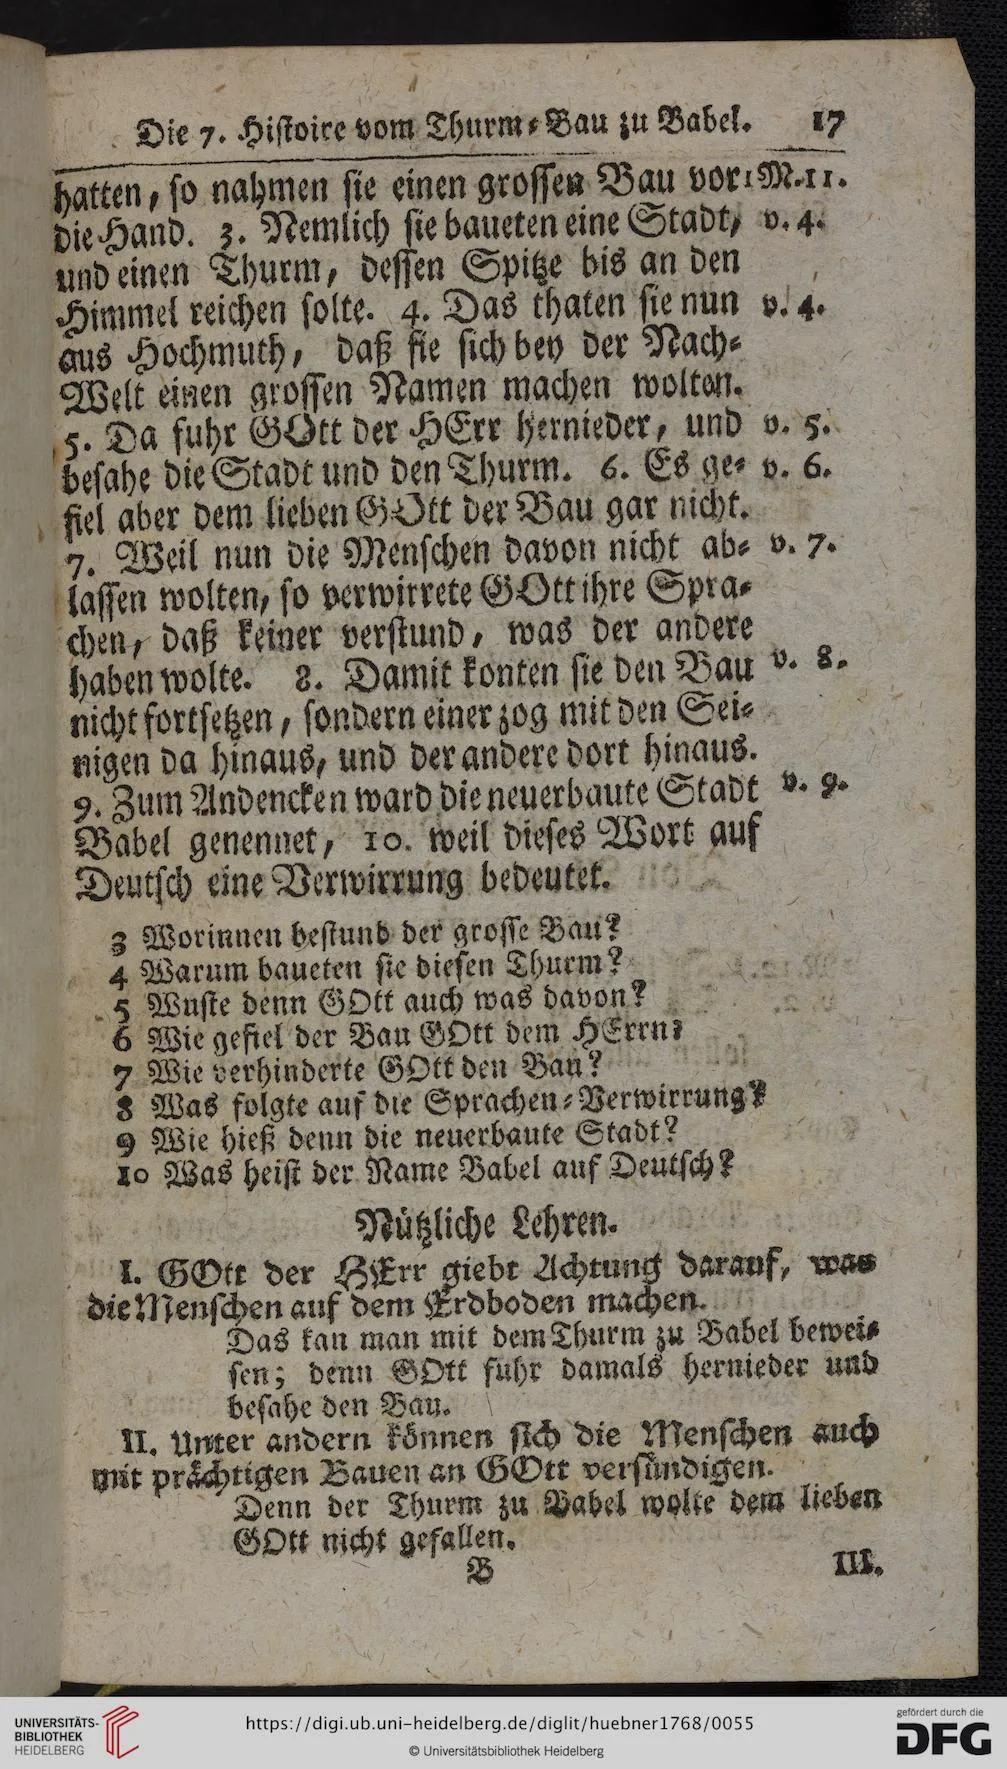 Die 7. Histoire vom Thurm-Bau zu Babel. 17
hatten, so nahmen sie einen grossen Bau vor 1 M. 11.
die Hand. 3. Nemlich sie baueten eine Stadt, v. 4.
und einen Thurm, dessen Spitze bis an den
Himmel reichen solte. 4. Das thaten sie nun v. 4.
aus Hochmuth, daß sie sich bey der Nach-
Welt einen grossen Namen machen wolten.
5. Da fuhr GOtt der HErr hernieder, und v. 5.
besahe die Stadt und den Thurm. 6. Es ge- v. 6.
fiel aber dem lieben GOtt der Bau gar nicht.
7. Weil nun die Menschen davon nicht ab- v. 7.
lassen wolten, so verwirrete GOtt ihre Spra-
chen, daß keiner verstund, was der andere
haben wolte. 8. Damit konten sie den Bau v. 8.
nicht fortsetzen, sondern einer zog mit den Sei-
nigen da hinaus, und der andere dort hinaus.
9. Zum Andencken ward die neuerbaute Stadt v. 9.
Babel genennet, 10. weil dieses Wort auf
Deutsch eine Verwirrung bedeutet.
3 Worinnen bestund der grosse Bau?
4 Warum baueten sie diesen Thurm?
5 Wuste denn GOtt auch was davon?
6 Wie gefiel der Bau GOtt dem HErrn?
7 Wie verhinderte GOtt den Bau?
8 Was folgte auf die Sprachen-Verwirrung?
9 Wie hieß denn die neuerbaute Stadt?
10 Was heist der Name Babel auf Deutsch?
Nützliche Lehren.
I. GOtt der HErr giebt Achtung darauf, was
die Menschen auf dem Erdboden machen.
Das kan man mit dem Thurm zu Babel bewei-
sen; denn GOtt fuhr damals hernieder und
besahe den Bau.
II. Unter andern können sich die Menschen auch
mit prächtigen Bauen an GOtt versündigen.
Denn der Thurm zu Babel wolte dem lieben
GOtt nicht gefallen.
B III.
UNIVERSITÄTS-
BIBLIOTHEK
HEIDELBERG
https://digi.ub.uni-heidelberg.de/diglit/huebner1768/0055
© Universitätsbibliothek Heidelberg
gefördert durch die
DFG